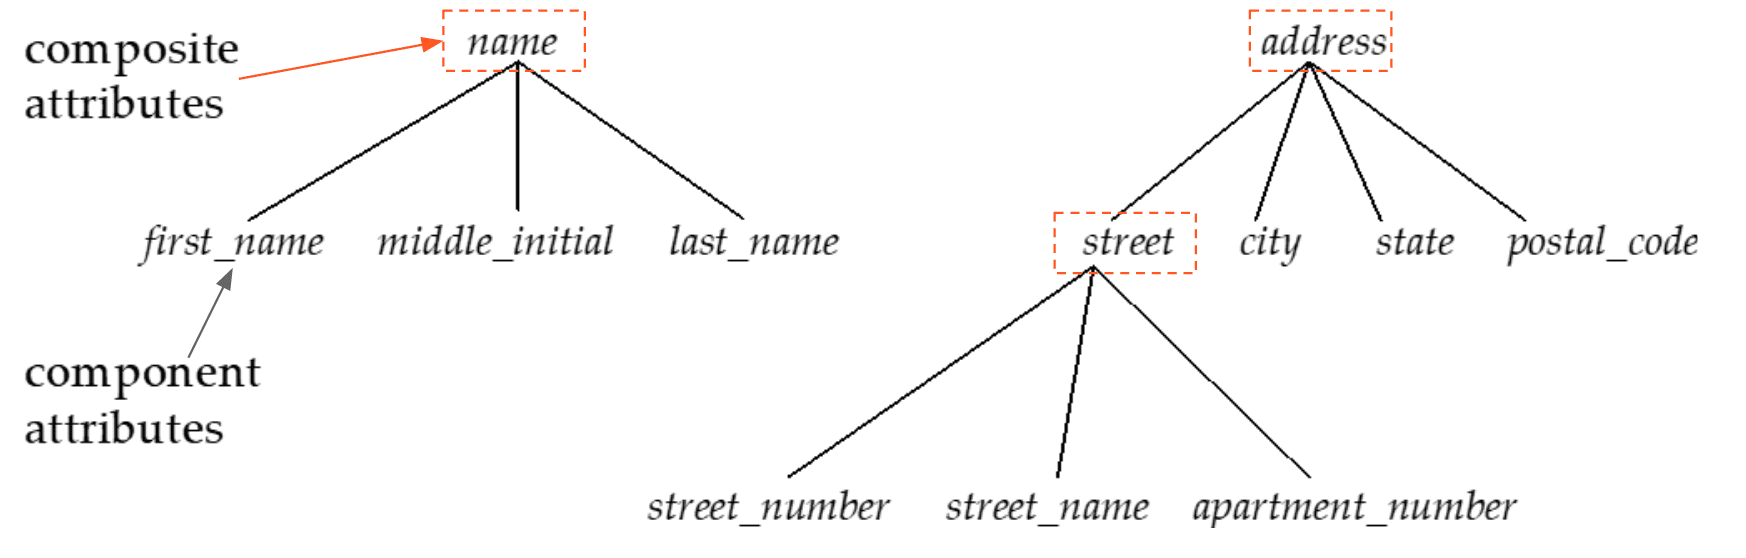 composite
attributes
name
address
first_name
middle_initial
last_name
street
city
state
postal_code
component
attributes
street_number
street_name
apartment_number